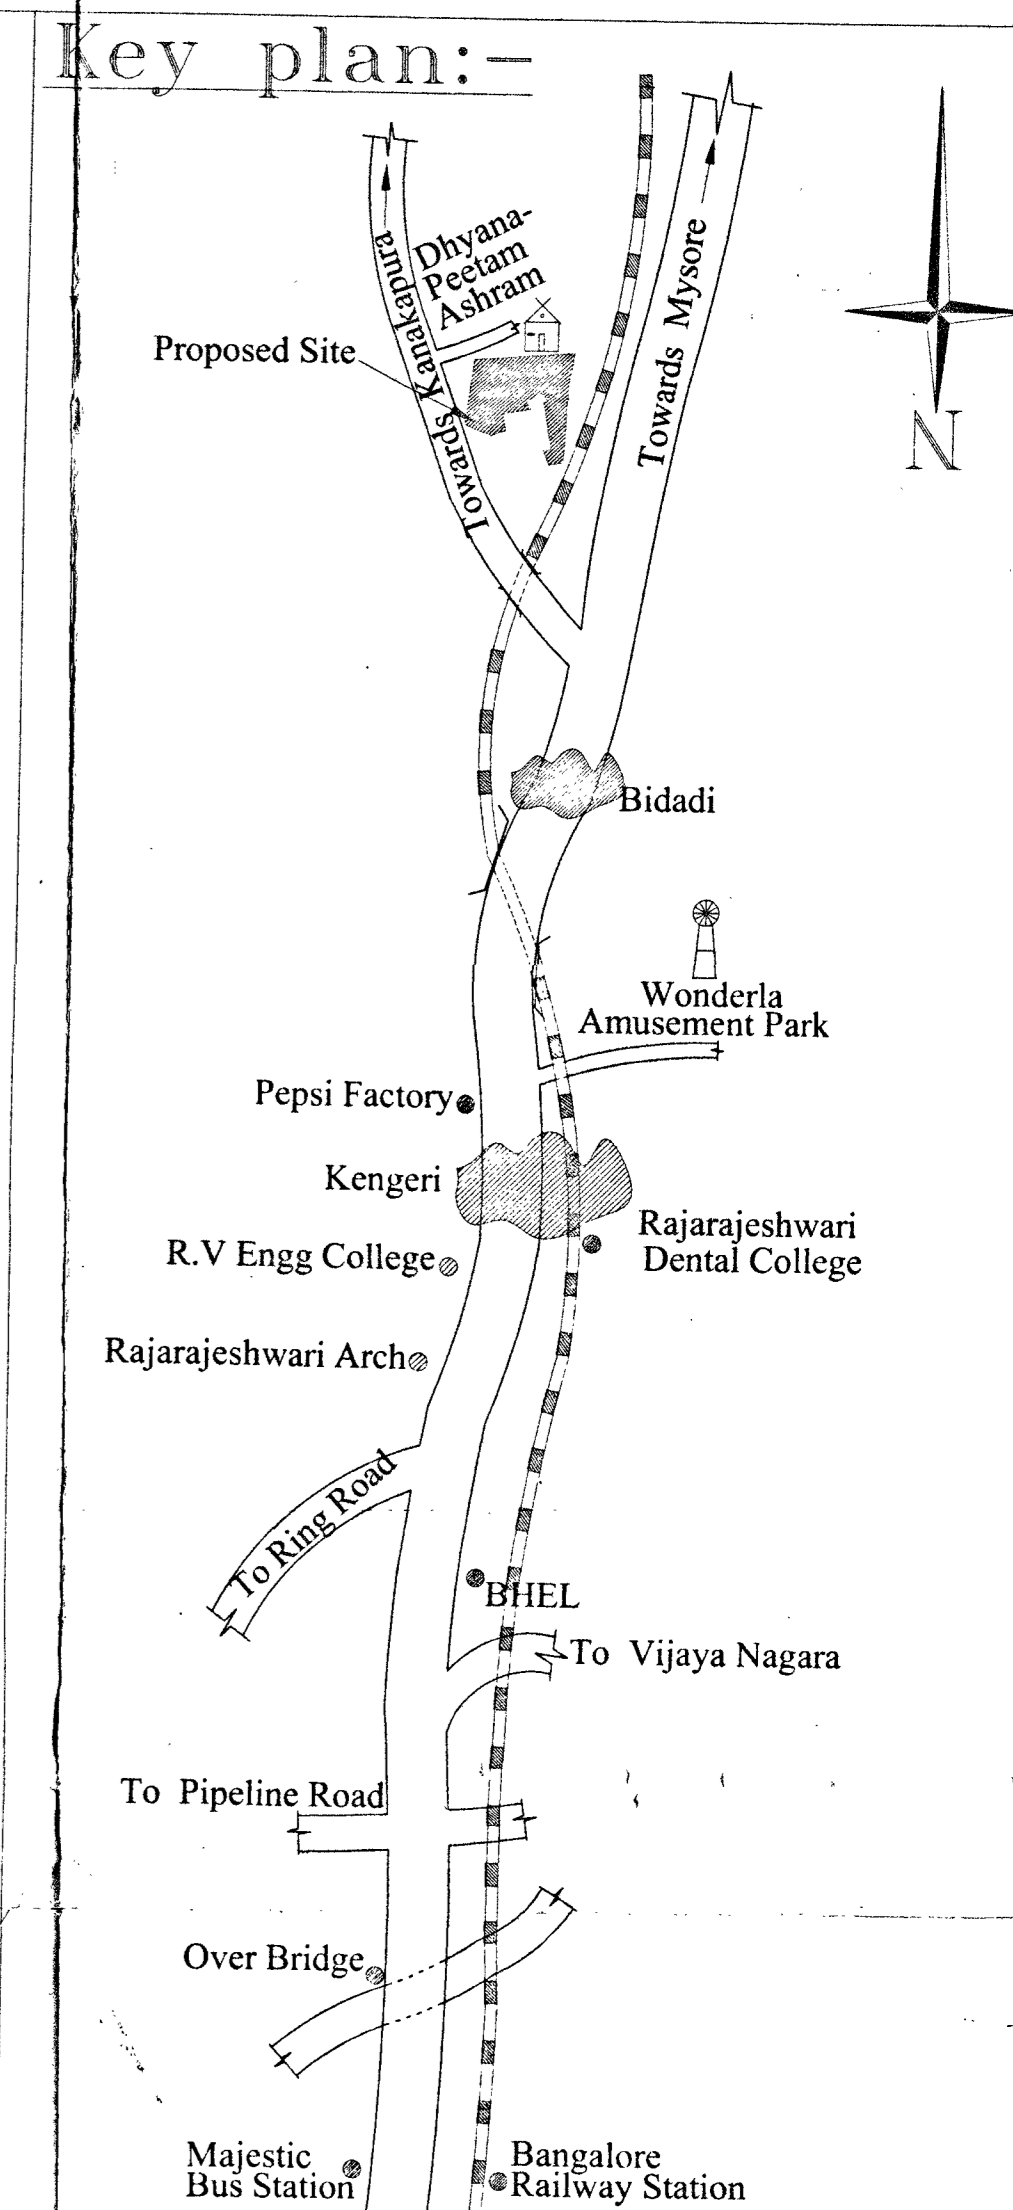 Key plan:-
Dhyana-
Peetam
Ashram
Towards Kanakapura
Towards Mysore
Proposed Site
N
Bidadi
Wonderla
Amusement Park
Pepsi Factory
Kengeri
Rajarajeshwari
Dental College
R.V Engg College
Rajarajeshwari Arch
To Ring Road
BHEL
To Vijaya Nagara
To Pipeline Road
Over Bridge
Majestic
Bus Station
Bangalore
Railway Station